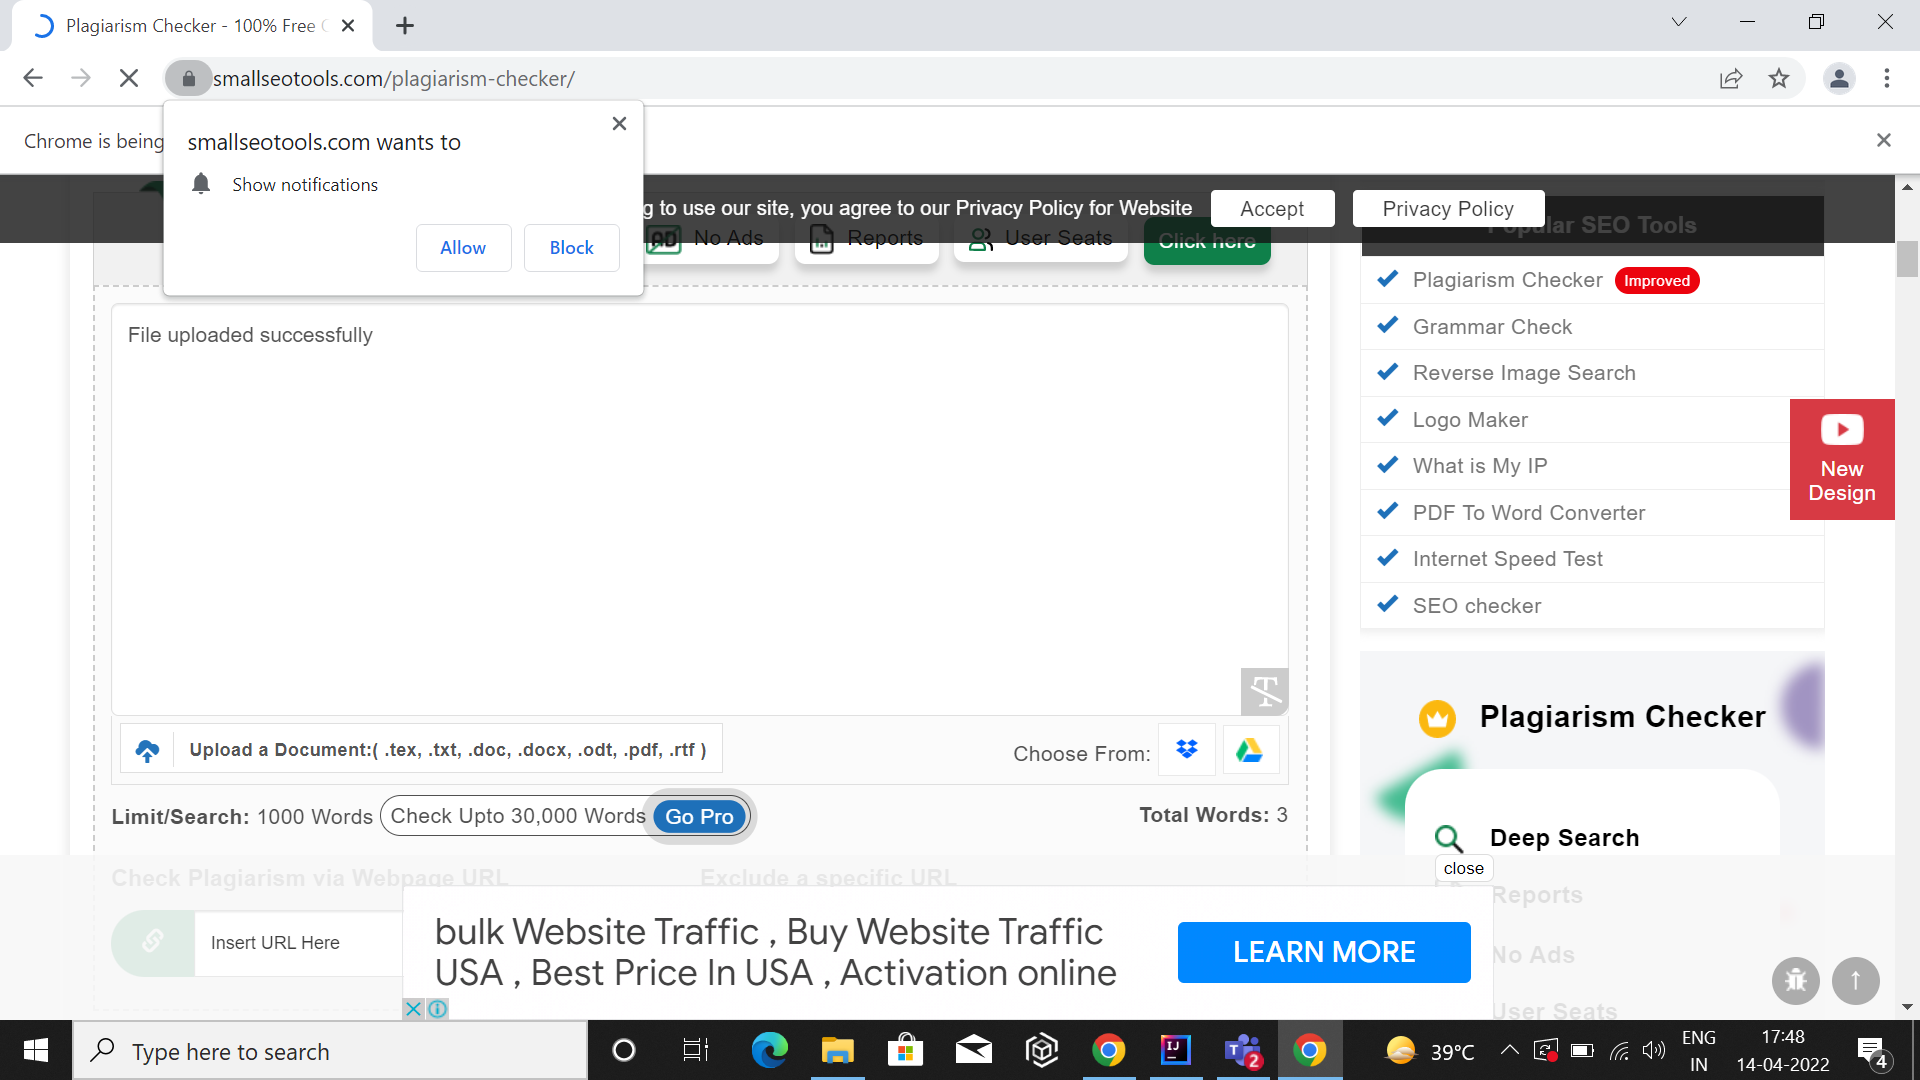 Plagiarism Checker - 100% Free
smallseotools.com/plagiarism-checker/
Chrome is being
smallseotools.com wants to
Show notifications
Allow
Block
g to use our site, you agree to our Privacy Policy for Website
Accept
Privacy Policy
AD No Ads
Reports
User Seats
Click here
Popular SEO Tools
File uploaded successfully
Plagiarism Checker Improved
Grammar Check
Reverse Image Search
Logo Maker
What is My IP
PDF To Word Converter
Internet Speed Test
SEO checker
New
Design
Upload a Document:( .tex, .txt, .doc, .docx, .odt, .pdf, .rtf )
Choose From:
Limit/Search: 1000 Words
Check Upto 30,000 Words
Go Pro
Total Words: 3
Plagiarism Checker
Deep Search
close
Reports
No Ads
User Seats
Check Plagiarism via Webpage URL
Exclude a specific URL
Insert URL Here
bulk Website Traffic , Buy Website Traffic
USA , Best Price In USA , Activation online
LEARN MORE
Type here to search
IJ
T
2
39°C
ENG
IN
17:48
14-04-2022
4